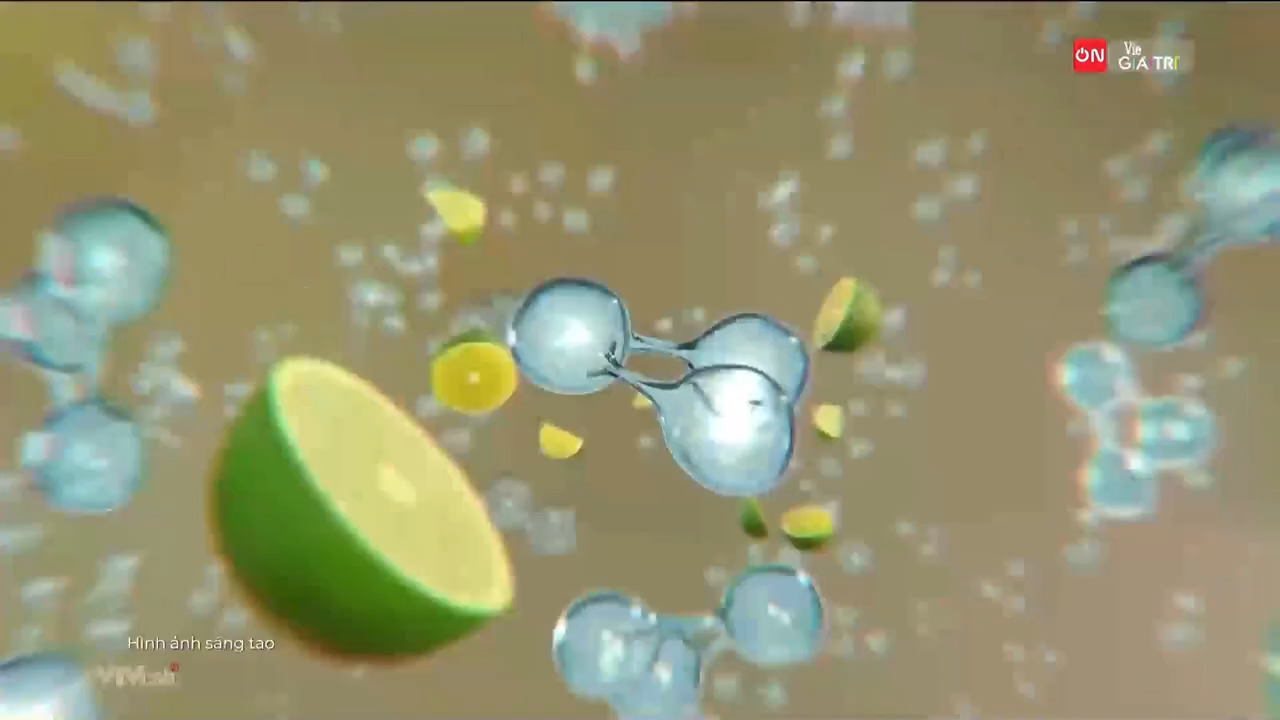 ON
Vie
GIẢI TRÍ
Hình ảnh sáng tạo